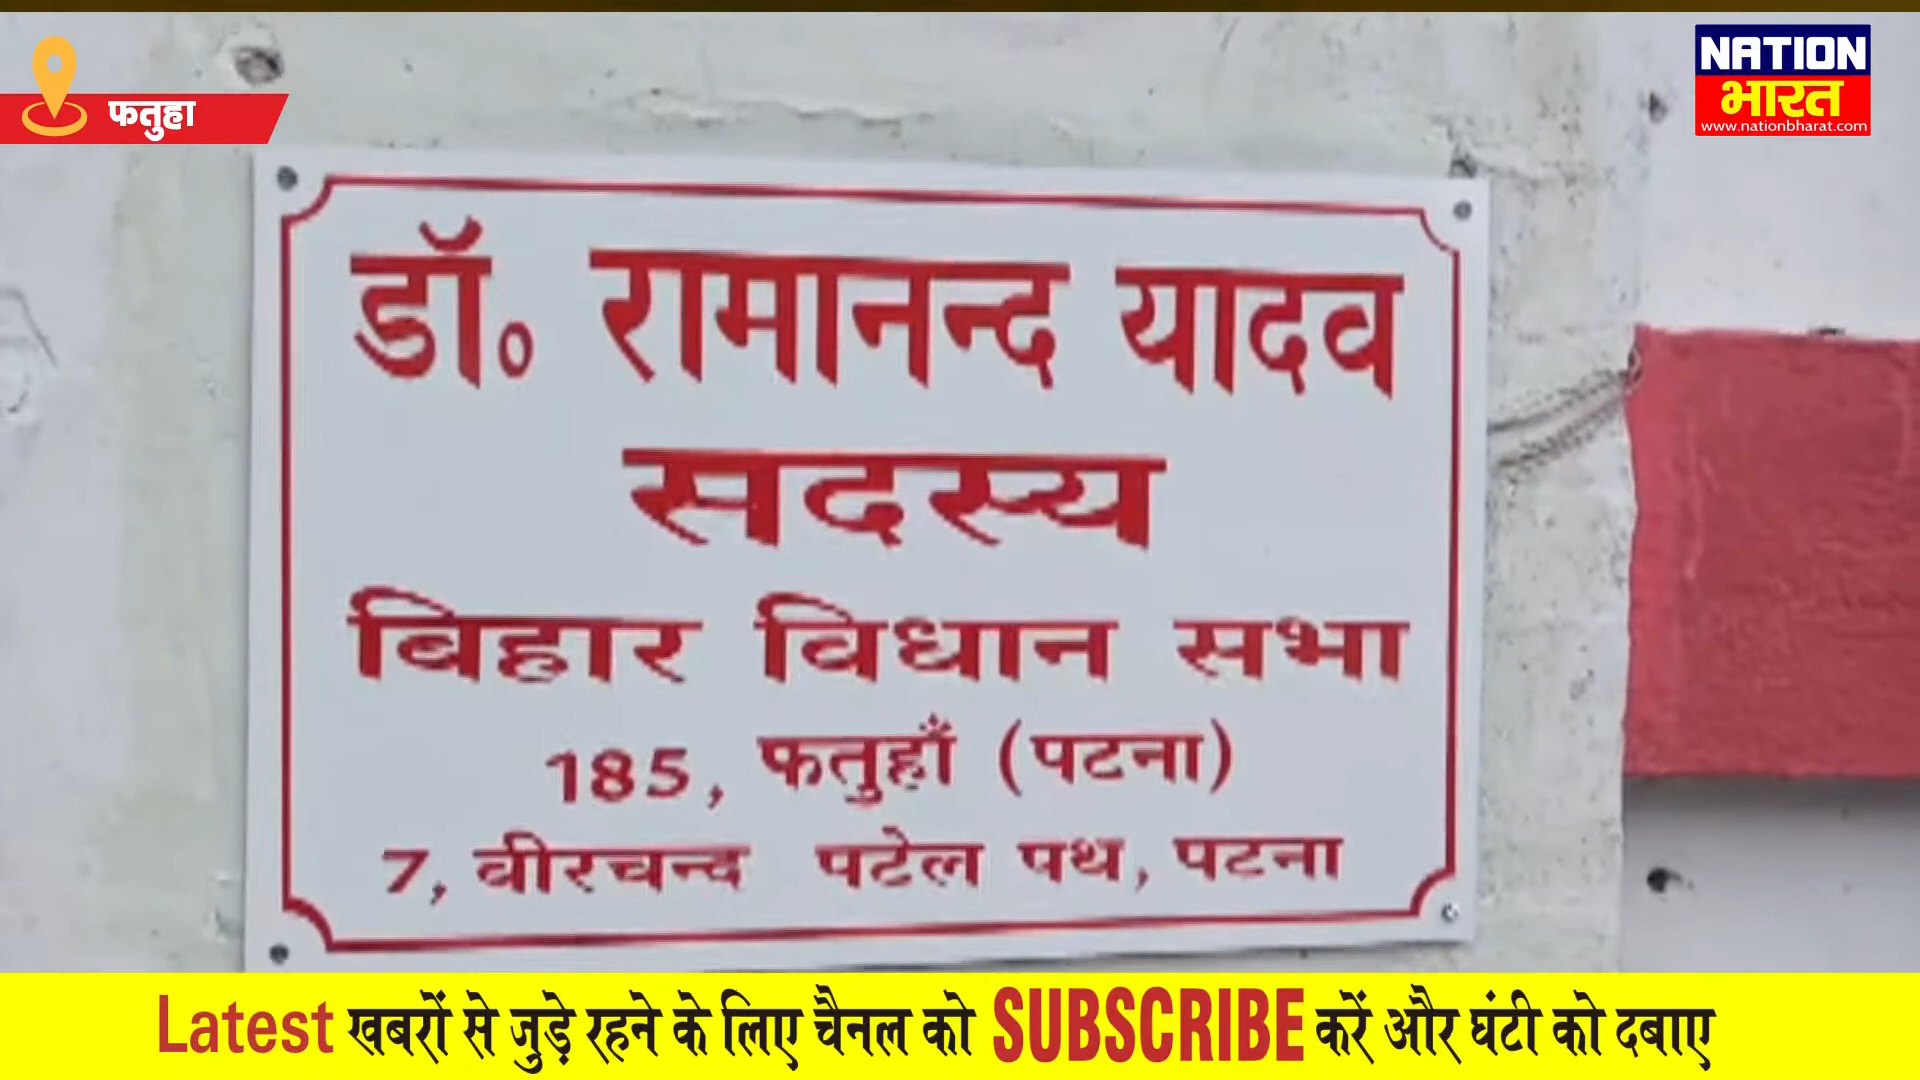 फतुहा
NATION
भारत
www.nationbharat.com
डॉ० रामानन्द यादव
सदस्य
बिहार विधान सभा
185, फतुहाँ (पटना)
7, बीरचन्द पटेल पथ, पटना
Latest खबरों से जुड़े रहने के लिए चैनल को SUBSCRIBE करें और घंटी को दबाए